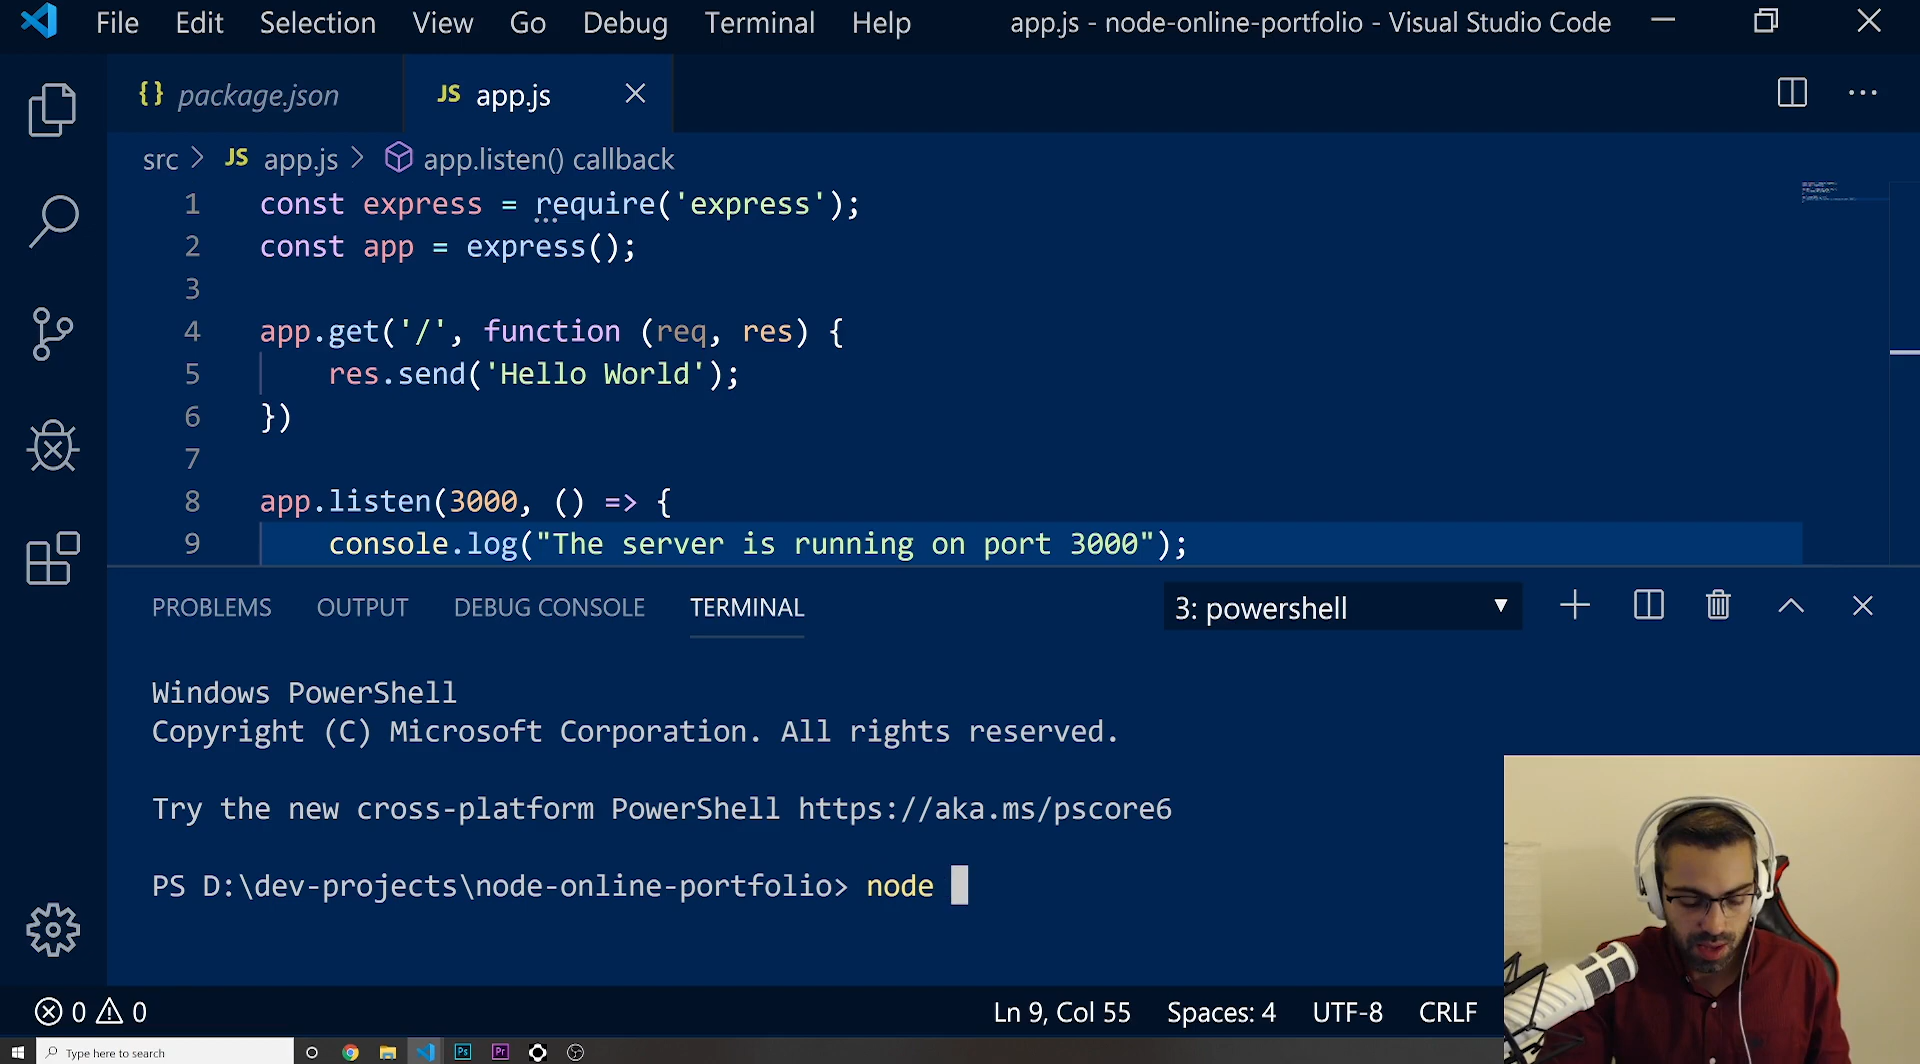 File Edit Selection View Go Debug Terminal Help app.js - node-online-portfolio - Visual Studio Code
{} package.json JS app.js
src > JS app.js > app.listen() callback
1 const express = require('express');
2 const app = express();
3
4 app.get('/', function (req, res) {
5 res.send('Hello World');
6 })
7
8 app.listen(3000, () => {
9 console.log("The server is running on port 3000");
PROBLEMS OUTPUT DEBUG CONSOLE TERMINAL 3: powershell
Windows PowerShell
Copyright (C) Microsoft Corporation. All rights reserved.
Try the new cross-platform PowerShell https://aka.ms/pscore6
PS D:\dev-projects\node-online-portfolio> node
0 0 Ln 9, Col 55 Spaces: 4 UTF-8 CRLF
Type here to search Ps Pr